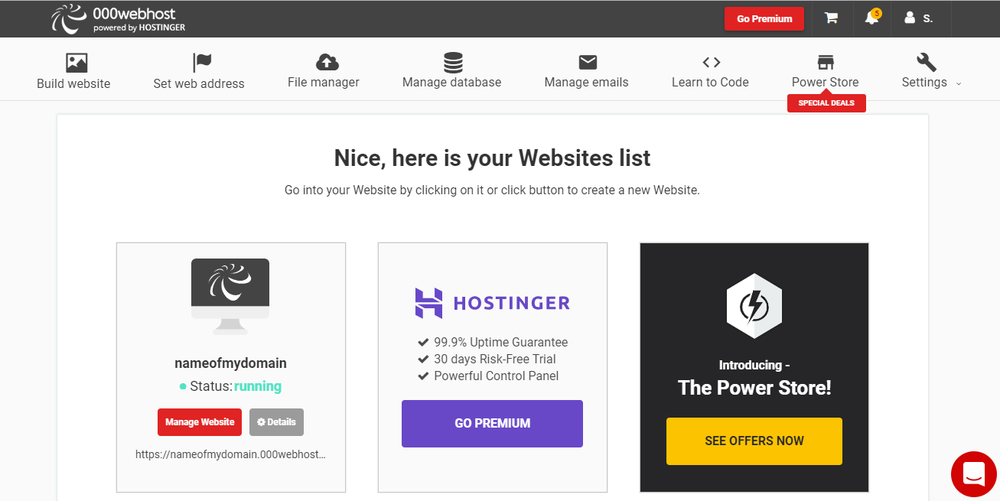 000webhost
powered by HOSTINGER
Go Premium
5
S.
Build website
Set web address
File manager
Manage database
Manage emails
Learn to Code
Power Store
Settings
SPECIAL DEALS
Nice, here is your Websites list
Go into your Website by clicking on it or click button to create a new Website.
nameofmydomain
Status: running
Manage Website
Details
https://nameofmydomain.000webhost...
HOSTINGER
99.9% Uptime Guarantee
30 days Risk-Free Trial
Powerful Control Panel
GO PREMIUM
Introducing -
The Power Store!
SEE OFFERS NOW